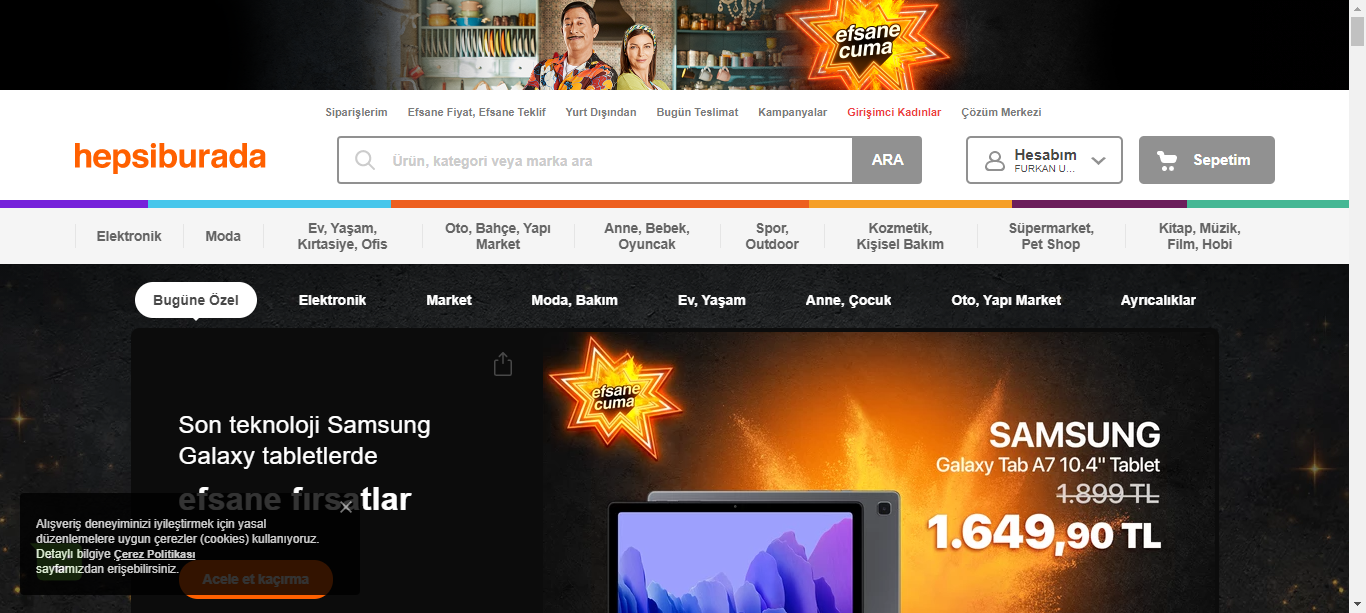 efsane
cuma
Siparişlerim Efsane Fiyat, Efsane Teklif Yurt Dışından Bugün Teslimat Kampanyalar Girişimci Kadınlar Çözüm Merkezi
hepsiburada
Ürün, kategori veya marka ara
ARA
Hesabım
FURKAN U...
Sepetim
Elektronik
Moda
Ev, Yaşam,
Kırtasiye, Ofis
Oto, Bahçe, Yapı
Market
Anne, Bebek,
Oyuncak
Spor,
Outdoor
Kozmetik,
Kişisel Bakım
Süpermarket,
Pet Shop
Kitap, Müzik,
Film, Hobi
Bugüne Özel Elektronik Market Moda, Bakım Ev, Yaşam Anne, Çocuk Oto, Yapı Market Ayrıcalıklar
Son teknoloji Samsung
Galaxy tabletlerde
efsane fırsatlar
Acele et kaçırma
efsane
cuma
SAMSUNG
Galaxy Tab A7 10.4" Tablet
1.899 TL
1.649,90 TL
Alışveriş deneyiminizi iyileştirmek için yasal
düzenlemelere uygun çerezler (cookies) kullanıyoruz.
Detaylı bilgiye Çerez Politikası
sayfamızdan erişebilirsiniz.